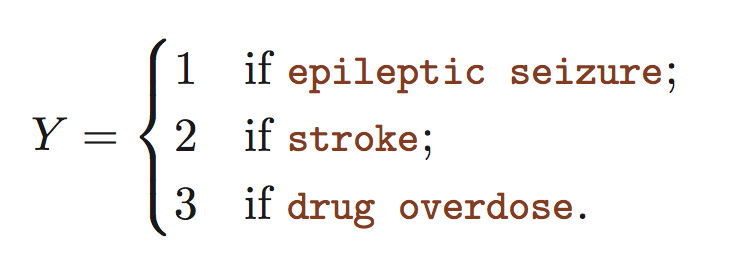 1 if epileptic seizure;
Y = 2 if stroke;
3 if drug overdose.